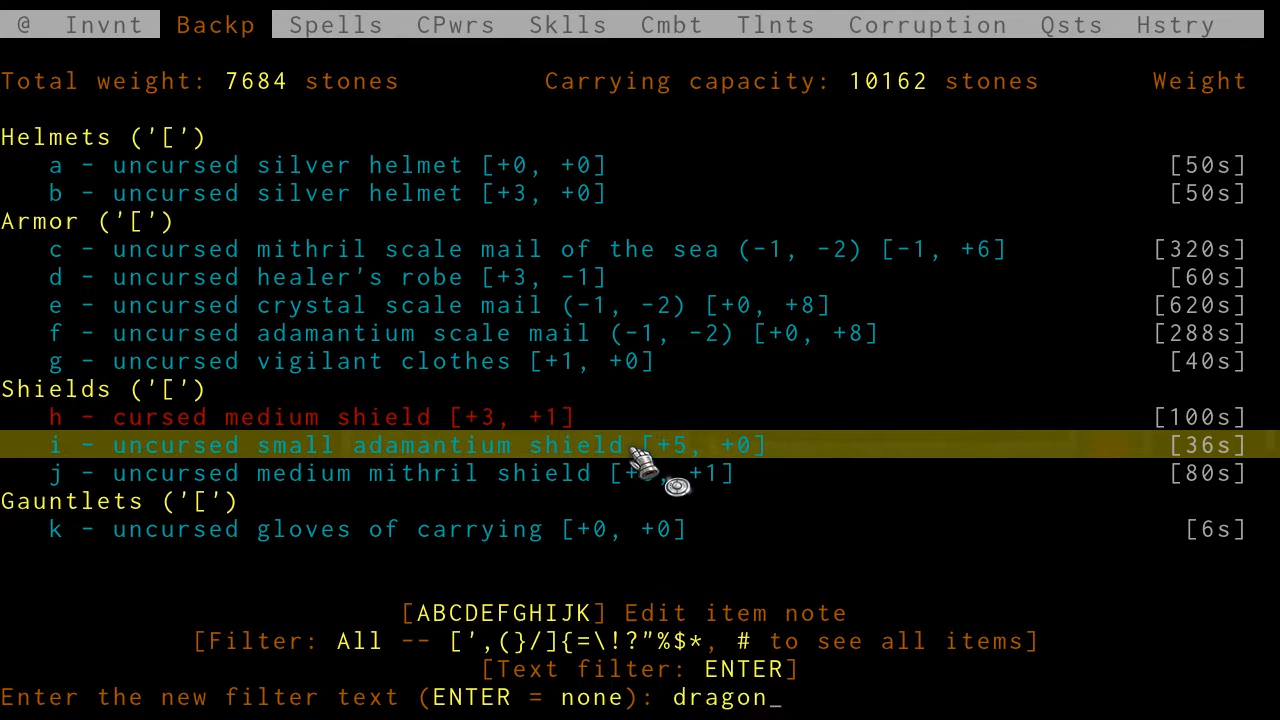 @ Invnt Backp Spells CPwrs Sklls Cmbt Tlnts Corruption Qsts Hstry
Total weight: 7684 stones Carrying capacity: 10162 stones Weight
Helmets ('[')
a - uncursed silver helmet [+0, +0] [50s]
b - uncursed silver helmet [+3, +0] [50s]
Armor ('[')
c - uncursed mithril scale mail of the sea (-1, -2) [-1, +6] [320s]
d - uncursed healer's robe [+3, -1] [60s]
e - uncursed crystal scale mail (-1, -2) [+0, +8] [620s]
f - uncursed adamantium scale mail (-1, -2) [+0, +8] [288s]
g - uncursed vigilant clothes [+1, +0] [40s]
Shields ('[')
h - cursed medium shield [+3, +1] [100s]
i - uncursed small adamantium shield [+5, +0] [36s]
j - uncursed medium mithril shield +1] [80s]
Gauntlets ('[')
k - uncursed gloves of carrying [+0, +0] [6s]
[ABCDEFGHIJK] Edit item note
[Filter: All -- [',(}/]{=\!?"%$*, # to see all items]
[Text filter: ENTER]
Enter the new filter text (ENTER = none): dragon_